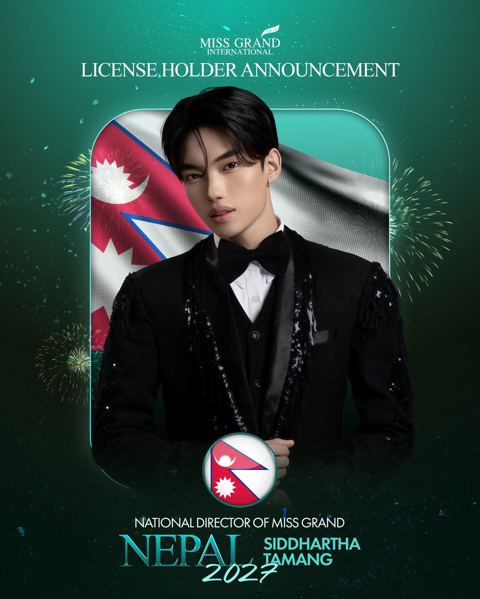 MISS GRAND
INTERNATIONAL
LICENSE HOLDER ANNOUNCEMENT
NATIONAL DIRECTOR OF MISS GRAND
NEPAL
2027
SIDDHARTHA
TAMANG